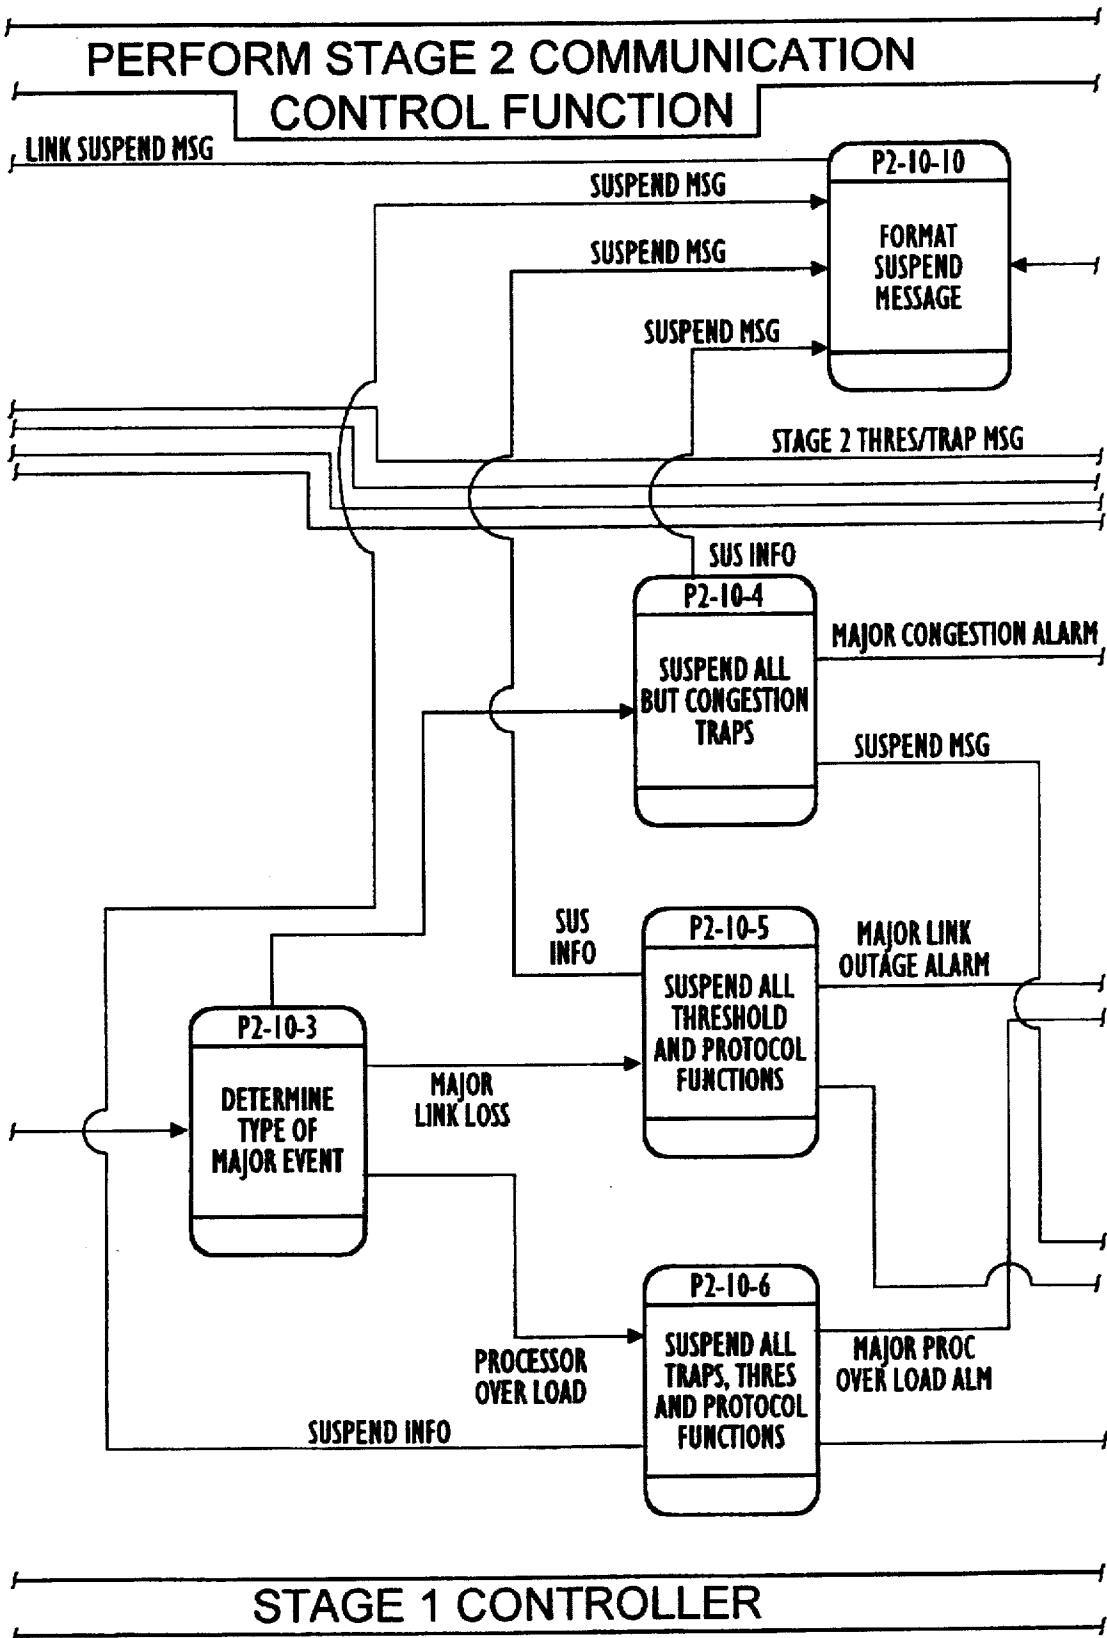 PERFORM STAGE 2 COMMUNICATION
CONTROL FUNCTION
LINK SUSPEND MSG
P2-10-10
SUSPEND MSG
FORMAT
SUSPEND
MESSAGE
SUSPEND MSG
SUSPEND MSG
STAGE 2 THRES/TRAP MSG
SUS INFO
P2-10-4
MAJOR CONGESTION ALARM
SUSPEND ALL
BUT CONGESTION
TRAPS
SUSPEND MSG
SUS
INFO
P2-10-5
MAJOR LINK
OUTAGE ALARM
SUSPEND ALL
THRESHOLD
AND PROTOCOL
FUNCTIONS
P2-10-3
MAJOR
LINK LOSS
DETERMINE
TYPE OF
MAJOR EVENT
P2-10-6
PROCESSOR
OVER LOAD
SUSPEND ALL
TRAPS, THRES
AND PROTOCOL
FUNCTIONS
MAJOR PROC
OVER LOAD ALM
SUSPEND INFO
STAGE 1 CONTROLLER